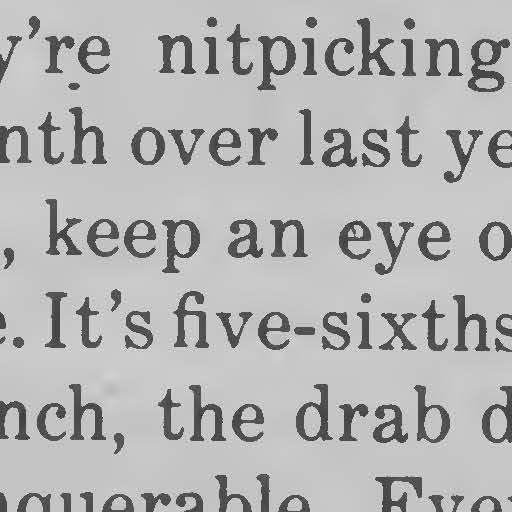 y're nitpicking
nth over last ye
, keep an eye o
e. It's five-sixths
nch, the drab d
nquerable. Ever